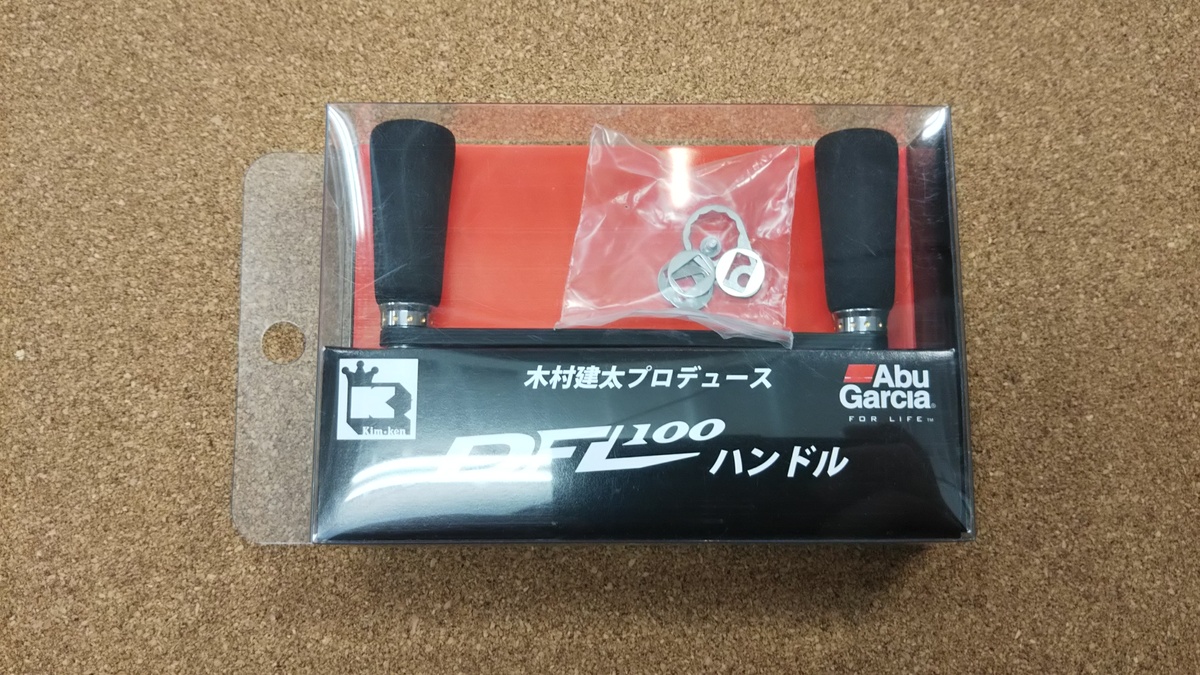 木村建太プロデュース
DFL100
ハンドル
K
Kim-ken
Abu
Garcia®
FOR LIFE™